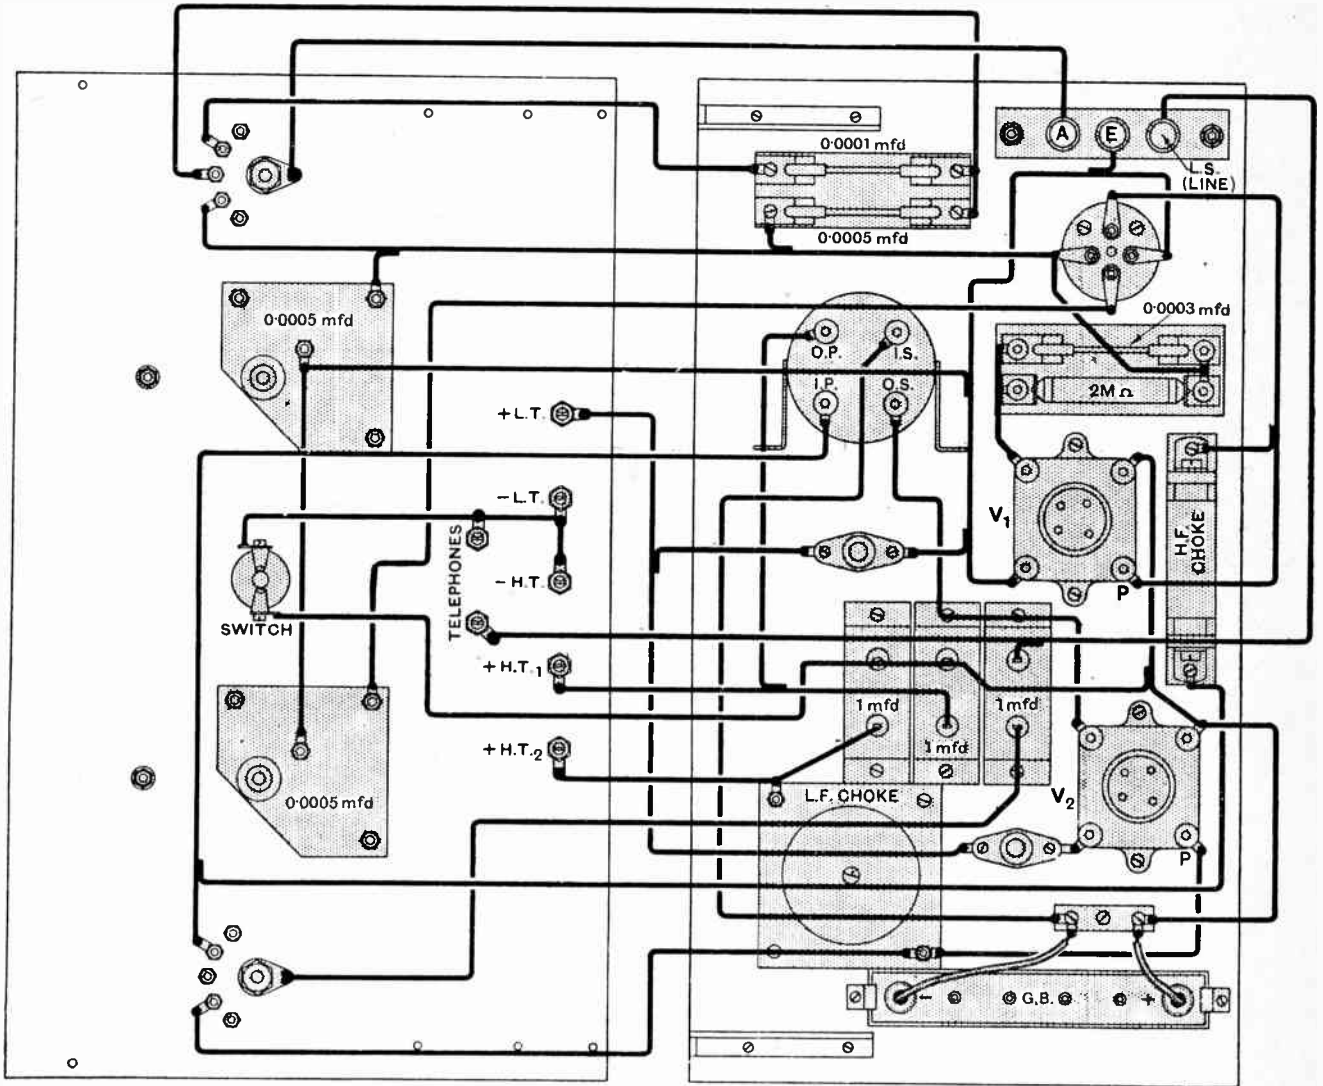 0·0001 mfd
A
E
L.S.
(LINE)
0·0005 mfd
0·0005 mfd
0·0003 mfd
O.P.
I.S.
I.P.
O.S.
2M Ω
+ L.T.
V1
H.F.
CHOKE
− L.T.
TELEPHONES
− H.T.
P
SWITCH
+ H.T.1
1 mfd
1 mfd
1 mfd
+ H.T.2
0·0005 mfd
L.F. CHOKE
V2
P
− G.B. +